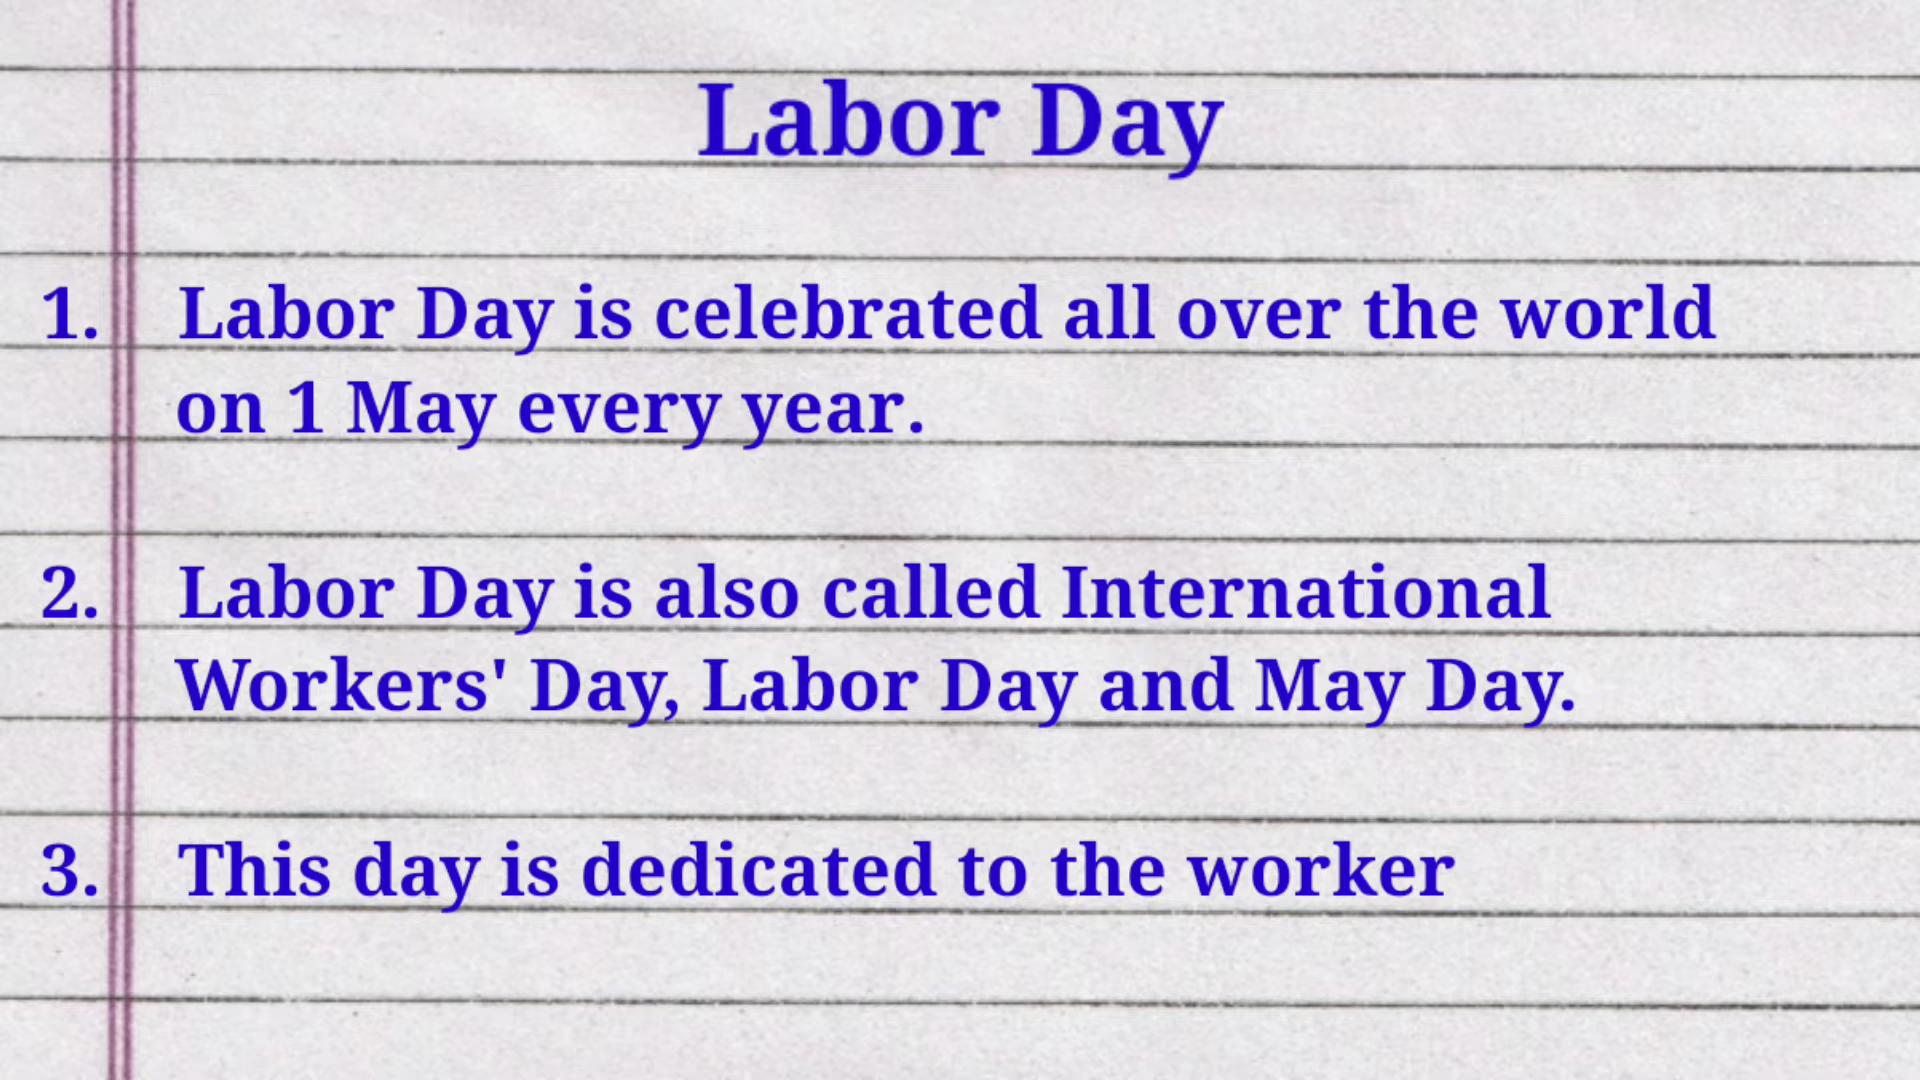 Labor Day
1. Labor Day is celebrated all over the world
on 1 May every year.
2. Labor Day is also called International
Workers' Day, Labor Day and May Day.
3. This day is dedicated to the worker